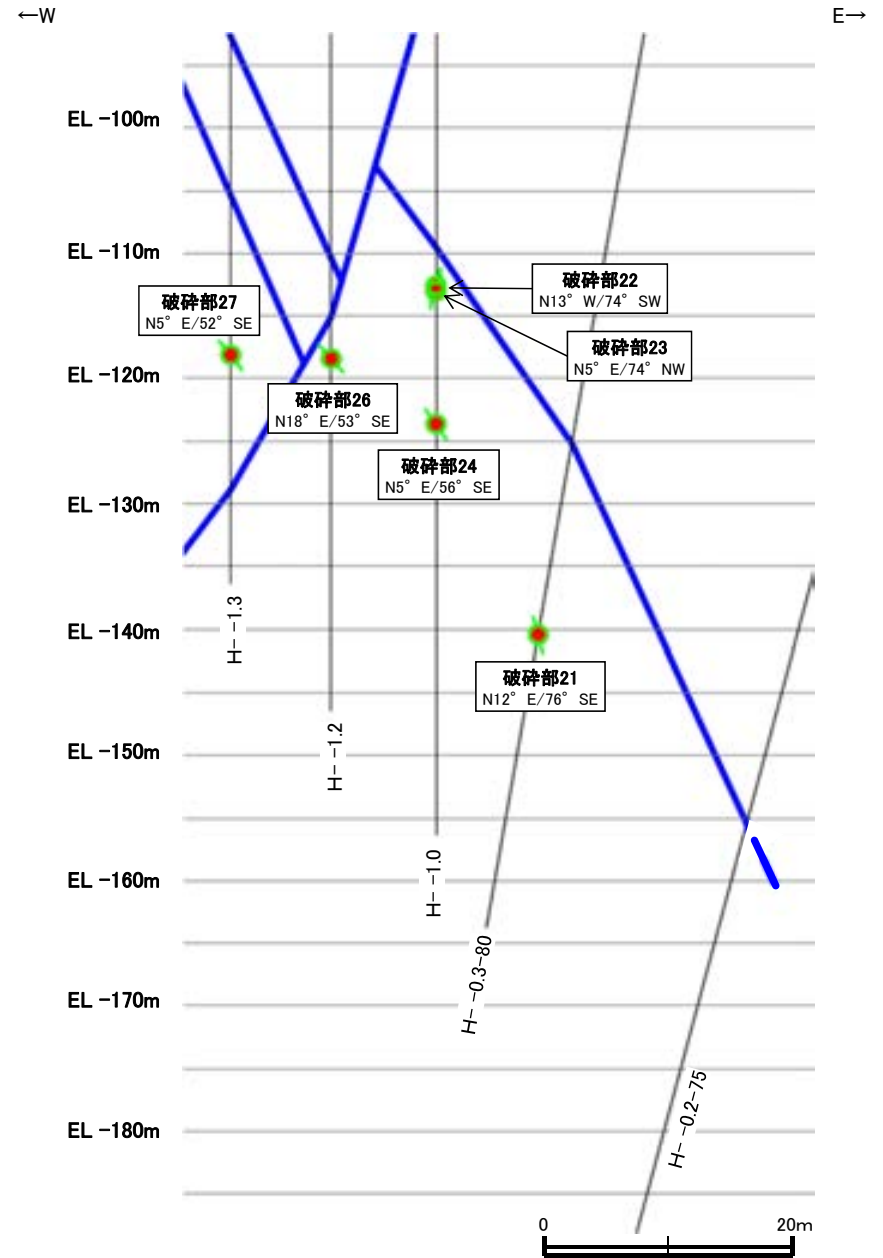 ←W
E→
EL -100m
EL -110m
破砕部22
N13° W/74° SW
破砕部27
N5° E/52° SE
破砕部23
N5° E/74° NW
EL -120m
破砕部26
N18° E/53° SE
破砕部24
N5° E/56° SE
EL -130m
H- -1.3
EL -140m
破砕部21
N12° E/76° SE
H- -1.2
EL -150m
H- -1.0
EL -160m
H- -0.3-80
EL -170m
H- -0.2-75
EL -180m
0
20m